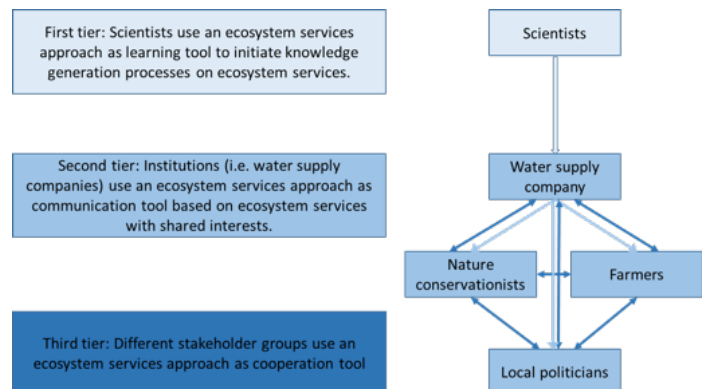 First tier: Scientists use an ecosystem services
approach as learning tool to initiate knowledge
generation processes on ecosystem services.
Scientists
Second tier: Institutions (i.e. water supply
companies) use an ecosystem services approach as
communication tool based on ecosystem services
with shared interests.
Water supply
company
Nature
conservationists
Farmers
Third tier: Different stakeholder groups use an
ecosystem services approach as cooperation tool
Local politicians